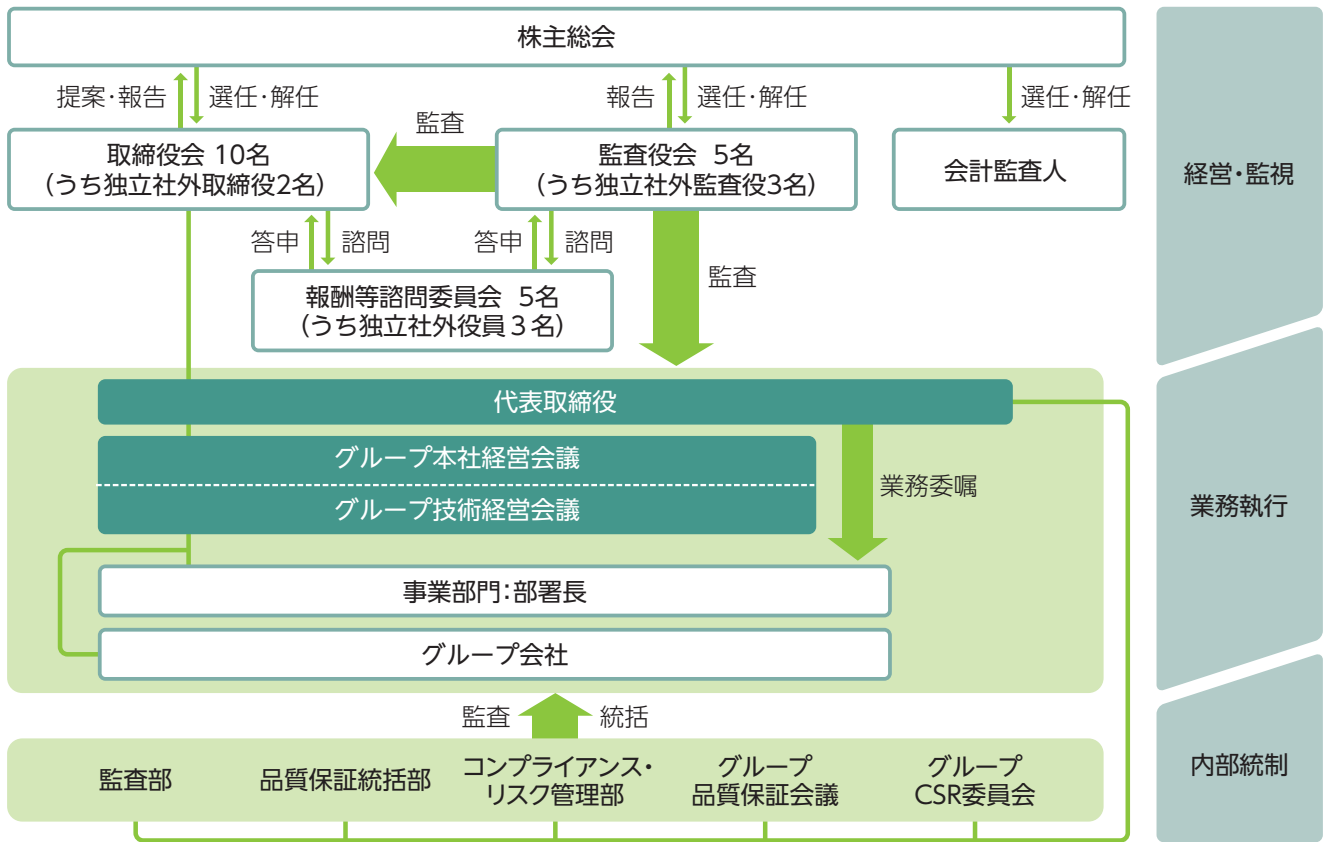 株主総会
提案・報告
選任・解任
報告
選任・解任
選任・解任
監査
取締役会 10名
(うち独立社外取締役2名)
監査役会 5名
(うち独立社外監査役3名)
会計監査人
経営・監視
答申
諮問
答申
諮問
監査
報酬等諮問委員会 5名
(うち独立社外役員３名)
代表取締役
グループ本社経営会議
グループ技術経営会議
業務委嘱
業務執行
事業部門：部署長
グループ会社
監査
統括
監査部
品質保証統括部
コンプライアンス・
リスク管理部
グループ
品質保証会議
グループ
CSR委員会
内部統制